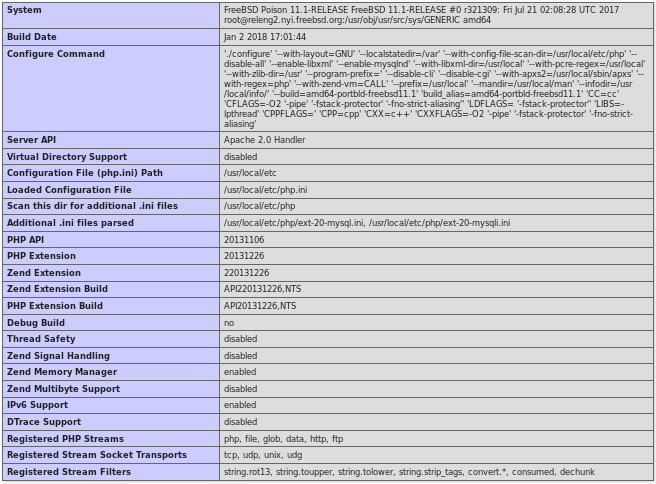 System
FreeBSD Poison 11.1-RELEASE FreeBSD 11.1-RELEASE #0 r321309: Fri Jul 21 02:08:28 UTC 2017
root@releng2.nyi.freebsd.org:/usr/obj/usr/src/sys/GENERIC amd64
Build Date
Jan 2 2018 17:01:44
Configure Command
'./configure' '--with-layout=GNU' '--localstatedir=/var' '--with-config-file-scan-dir=/usr/local/etc/php' '--
disable-all' '--enable-libxml' '--enable-mysqlnd' '--with-libxml-dir=/usr/local' '--with-pcre-regex=/usr/local'
'--with-zlib-dir=/usr' '--program-prefix=' '--disable-cli' '--disable-cgi' '--with-apxs2=/usr/local/sbin/apxs' '--
with-regex=php' '--with-zend-vm=CALL' '--prefix=/usr/local' '--mandir=/usr/local/man' '--infodir=/usr
/local/info/' '--build=amd64-portbld-freebsd11.1' 'build_alias=amd64-portbld-freebsd11.1' 'CC=cc'
'CFLAGS=-O2 '-pipe' '-fstack-protector' '-fno-strict-aliasing'' 'LDFLAGS= '-fstack-protector'' 'LIBS=-
lpthread' 'CPPFLAGS=' 'CPP=cpp' 'CXX=c++' 'CXXFLAGS=-O2 '-pipe' '-fstack-protector' '-fno-strict-
aliasing'
Server API
Apache 2.0 Handler
Virtual Directory Support
disabled
Configuration File (php.ini) Path
/usr/local/etc
Loaded Configuration File
/usr/local/etc/php.ini
Scan this dir for additional .ini files
/usr/local/etc/php
Additional .ini files parsed
/usr/local/etc/php/ext-20-mysql.ini, /usr/local/etc/php/ext-20-mysqli.ini
PHP API
20131106
PHP Extension
20131226
Zend Extension
220131226
Zend Extension Build
API220131226,NTS
PHP Extension Build
API20131226,NTS
Debug Build
no
Thread Safety
disabled
Zend Signal Handling
disabled
Zend Memory Manager
enabled
Zend Multibyte Support
disabled
IPv6 Support
enabled
DTrace Support
disabled
Registered PHP Streams
php, file, glob, data, http, ftp
Registered Stream Socket Transports
tcp, udp, unix, udg
Registered Stream Filters
string.rot13, string.toupper, string.tolower, string.strip_tags, convert.*, consumed, dechunk